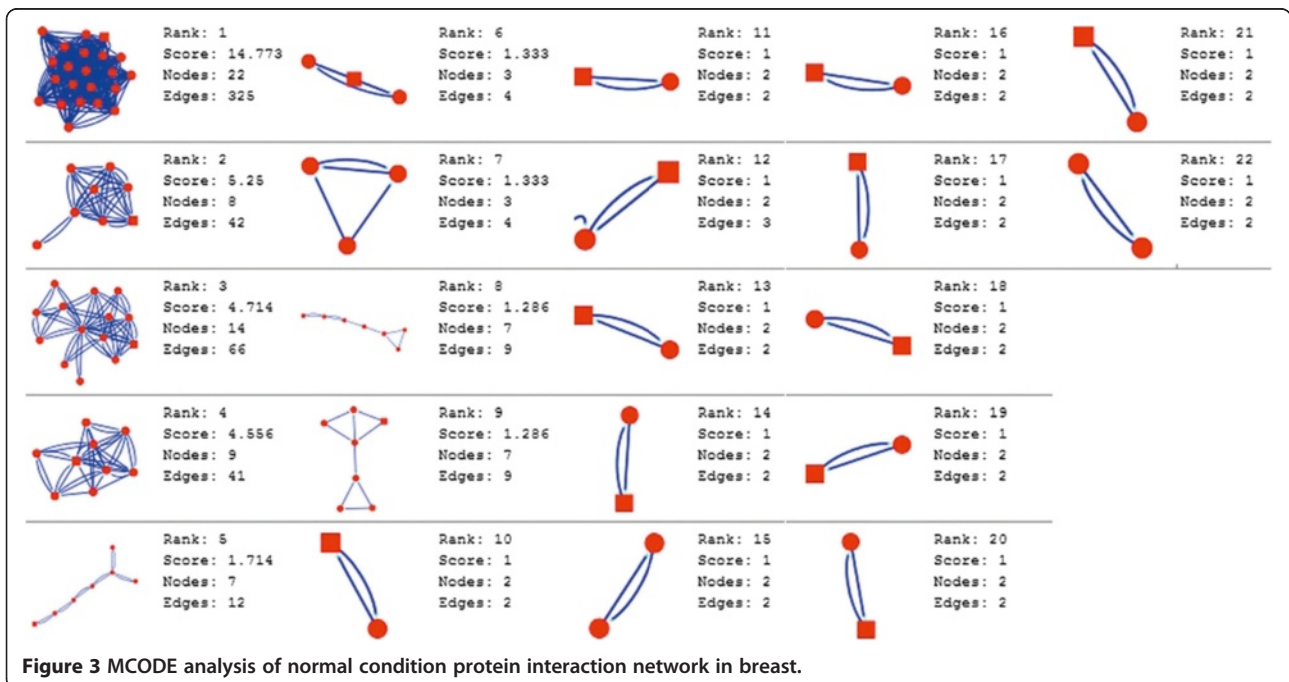 Rank: 1
Score: 14.773
Nodes: 22
Edges: 325
Rank: 6
Score: 1.333
Nodes: 3
Edges: 4
Rank: 11
Score: 1
Nodes: 2
Edges: 2
Rank: 16
Score: 1
Nodes: 2
Edges: 2
Rank: 21
Score: 1
Nodes: 2
Edges: 2
Rank: 2
Score: 5.25
Nodes: 8
Edges: 42
Rank: 7
Score: 1.333
Nodes: 3
Edges: 4
Rank: 12
Score: 1
Nodes: 2
Edges: 3
Rank: 17
Score: 1
Nodes: 2
Edges: 2
Rank: 22
Score: 1
Nodes: 2
Edges: 2
Rank: 3
Score: 4.714
Nodes: 14
Edges: 66
Rank: 8
Score: 1.286
Nodes: 7
Edges: 9
Rank: 13
Score: 1
Nodes: 2
Edges: 2
Rank: 18
Score: 1
Nodes: 2
Edges: 2
Rank: 4
Score: 4.556
Nodes: 9
Edges: 41
Rank: 9
Score: 1.286
Nodes: 7
Edges: 9
Rank: 14
Score: 1
Nodes: 2
Edges: 2
Rank: 19
Score: 1
Nodes: 2
Edges: 2
Rank: 5
Score: 1.714
Nodes: 7
Edges: 12
Rank: 10
Score: 1
Nodes: 2
Edges: 2
Rank: 15
Score: 1
Nodes: 2
Edges: 2
Rank: 20
Score: 1
Nodes: 2
Edges: 2
Figure 3 MCODE analysis of normal condition protein interaction network in breast.